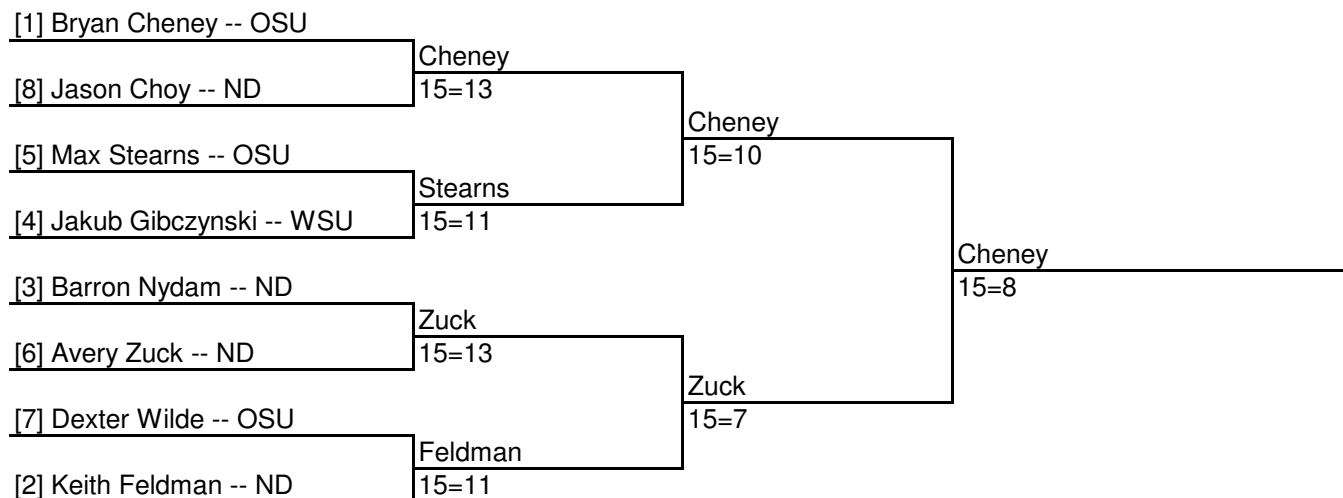 [1] Bryan Cheney -- OSU
Cheney
[8] Jason Choy -- ND
15=13
Cheney
[5] Max Stearns -- OSU
15=10
Stearns
[4] Jakub Gibczynski -- WSU
15=11
Cheney
[3] Barron Nydam -- ND
15=8
Zuck
[6] Avery Zuck -- ND
15=13
Zuck
[7] Dexter Wilde -- OSU
15=7
Feldman
[2] Keith Feldman -- ND
15=11